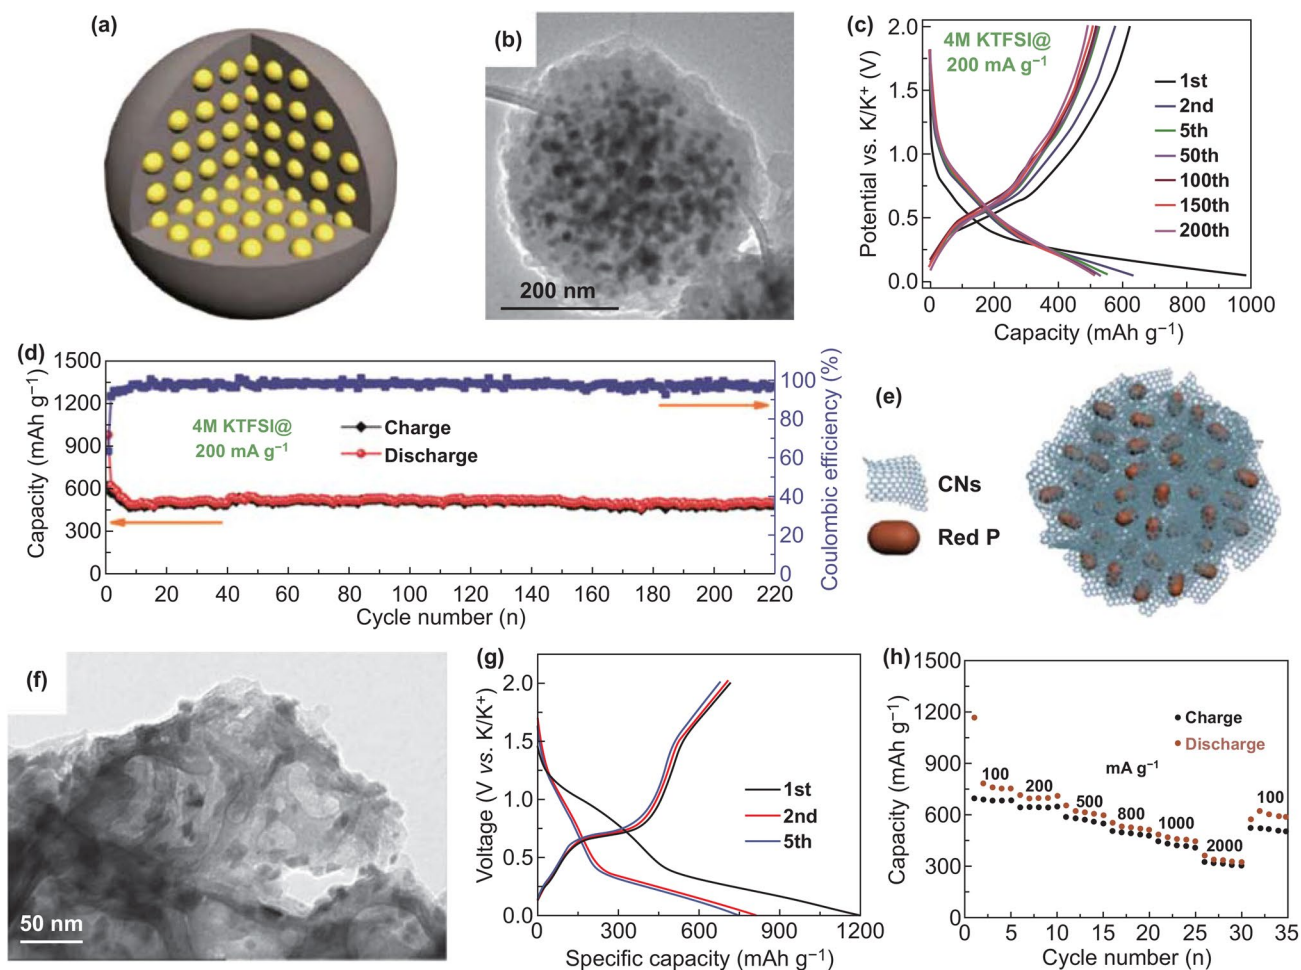 (a)
(b)
200 nm
(c)
4M KTFSI@
200 mA g⁻¹
1st
2nd
5th
50th
100th
150th
200th
Potential vs. K/K⁺ (V)
2.0
1.5
1.0
0.5
0.0
0 200 400 600 800 1000
Capacity (mAh g⁻¹)
(d)
Capacity (mAh g⁻¹)
1500
1200
900
600
300
0
4M KTFSI@
200 mA g⁻¹
Charge
Discharge
100
80
60
40
20
0
Coulombic efficiency (%)
0 20 40 60 80 100 120 140 160 180 200 220
Cycle number (n)
(e)
CNs
Red P
(f)
50 nm
(g)
Voltage (V vs. K/K⁺)
2.0
1.5
1.0
0.5
0.0
1st
2nd
5th
0 300 600 900 1200
Specific capacity (mAh g⁻¹)
(h)
Capacity (mAh g⁻¹)
1500
1200
900
600
300
0
Charge
Discharge
mA g⁻¹
100
200
500
800
1000
2000
100
0 5 10 15 20 25 30 35
Cycle number (n)